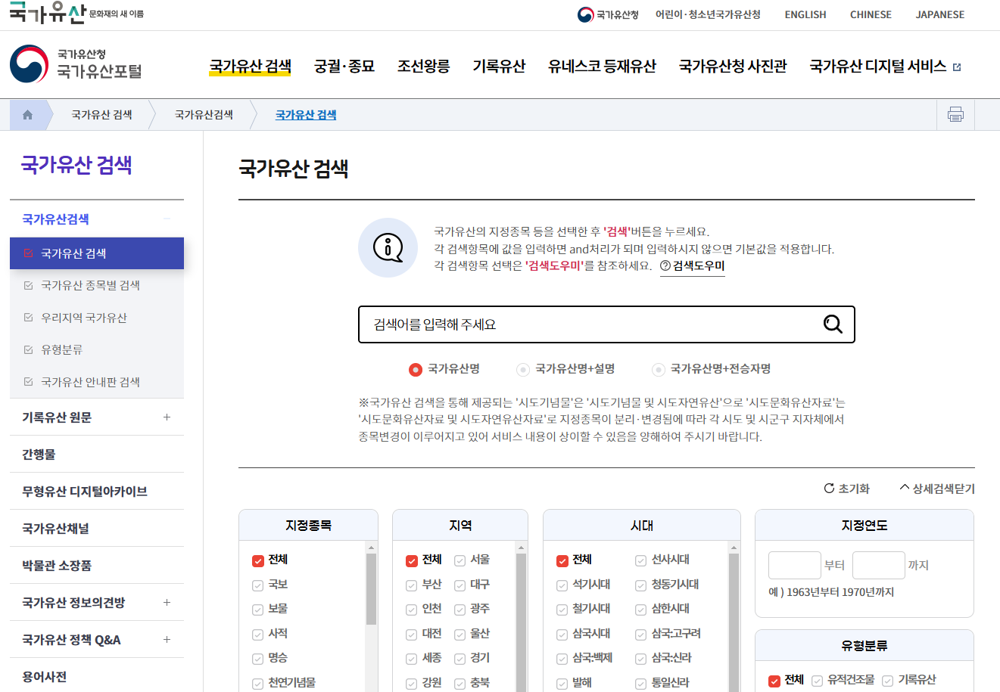 국가유산 문화재의 새 이름
국가유산청 어린이·청소년국가유산청 ENGLISH CHINESE JAPANESE
국가유산청
국가유산포털
국가유산 검색 궁궐·종묘 조선왕릉 기록유산 유네스코 등재유산 국가유산청 사진관 국가유산 디지털 서비스
국가유산 검색 국가유산검색 국가유산 검색
국가유산 검색
국가유산검색
국가유산 검색
국가유산 종목별 검색
우리지역 국가유산
유형분류
국가유산 안내판 검색
기록유산 원문 +
간행물
무형유산 디지털아카이브
국가유산채널
박물관 소장품
국가유산 정보의견방 +
국가유산 정책 Q&A +
용어사전
국가유산 검색
국가유산의 지정종목 등을 선택한 후 '검색'버튼을 누르세요.
각 검색항목에 값을 입력하면 and처리가 되며 입력하시지 않으면 기본값을 적용합니다.
각 검색항목 선택은 '검색도우미'를 참조하세요. 검색도우미
검색어를 입력해 주세요
국가유산명 국가유산명+설명 국가유산명+전승자명
※국가유산 검색을 통해 제공되는 '시도기념물'은 '시도기념물 및 시도자연유산'으로 '시도문화유산자료'는
'시도문화유산자료 및 시도자연유산자료'로 지정종목이 분리·변경됨에 따라 각 시도 및 시군구 지자체에서
종목변경이 이루어지고 있어 서비스 내용이 상이할 수 있음을 양해하여 주시기 바랍니다.
초기화 상세검색닫기
지정종목
전체
국보
보물
사적
명승
천연기념물
지역
전체 서울
부산 대구
인천 광주
대전 울산
세종 경기
강원 충북
시대
전체 선사시대
석기시대 청동기시대
철기시대 삼한시대
삼국시대 삼국:고구려
삼국:백제 삼국:신라
발해 통일신라
지정연도
부터 까지
예 ) 1963년부터 1970년까지
유형분류
전체 유적건조물 기록유산